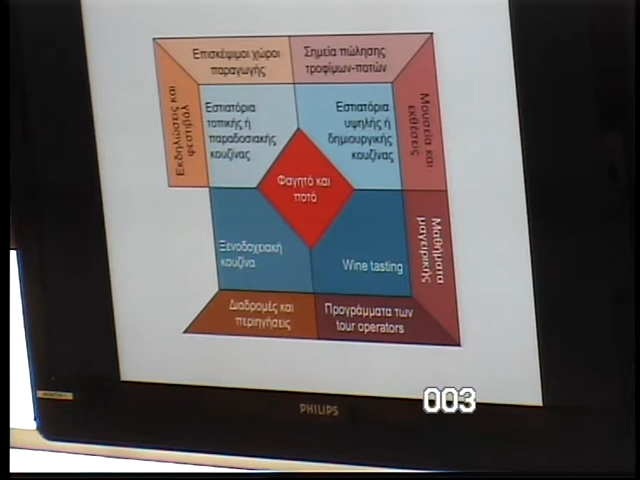 Επισκέψιμοι χώροι
παραγωγής
Σημεία πώλησης
τροφίμων-ποτών
Εκδηλώσεις και
φεστιβάλ
Εστιατόρια
τοπικής ή
παραδοσιακής
κουζίνας
Εστιατόρια
υψηλής ή
δημιουργικής
κουζίνας
Μουσεία και
εκθέσεις
Φαγητό και
ποτό
Ξενοδοχειακή
κουζίνα
Wine tasting
Μαθήματα
μαγειρικής
Διαδρομές και
περιηγήσεις
Προγράμματα των
tour operators
PHILIPS
003